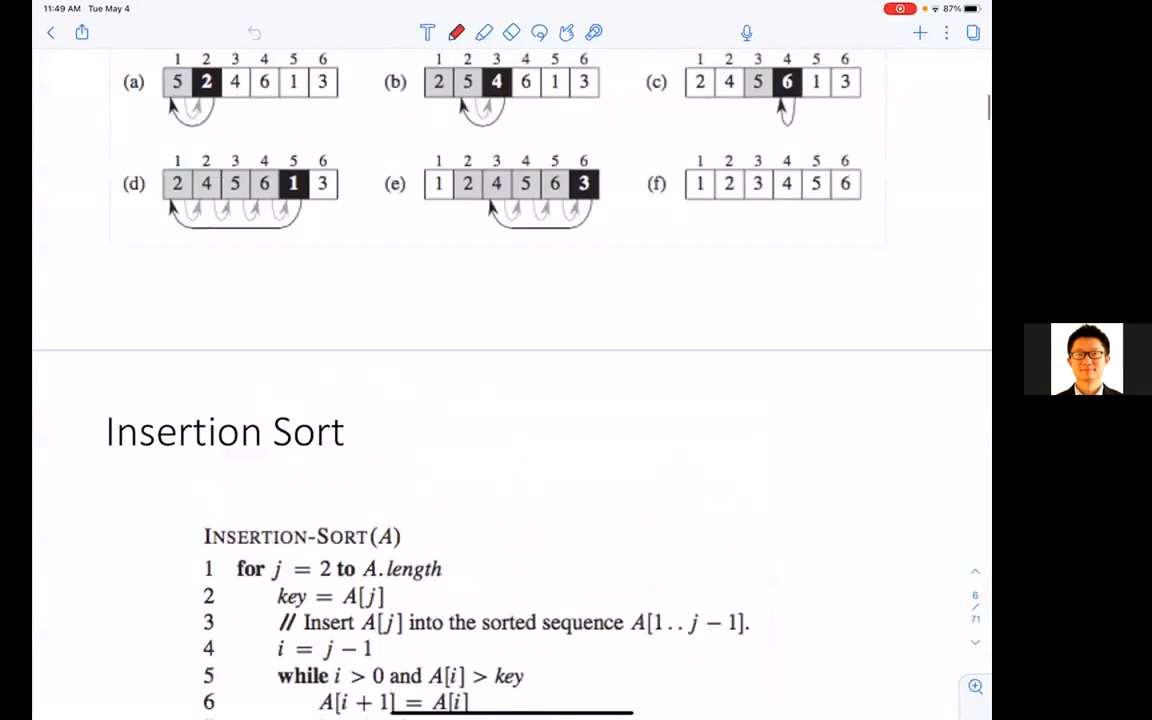 11:49 AM Tue May 4
87%
1 2 3 4 5 6
(a) 5 2 4 6 1 3
1 2 3 4 5 6
(b) 2 5 4 6 1 3
1 2 3 4 5 6
(c) 2 4 5 6 1 3
1 2 3 4 5 6
(d) 2 4 5 6 1 3
1 2 3 4 5 6
(e) 1 2 4 5 6 3
1 2 3 4 5 6
(f) 1 2 3 4 5 6
Insertion Sort
INSERTION-SORT(A)
1 for j = 2 to A.length
2 key = A[j]
3 // Insert A[j] into the sorted sequence A[1 . . j − 1].
4 i = j − 1
5 while i > 0 and A[i] > key
6 A[i + 1] = A[i]
6
/
71